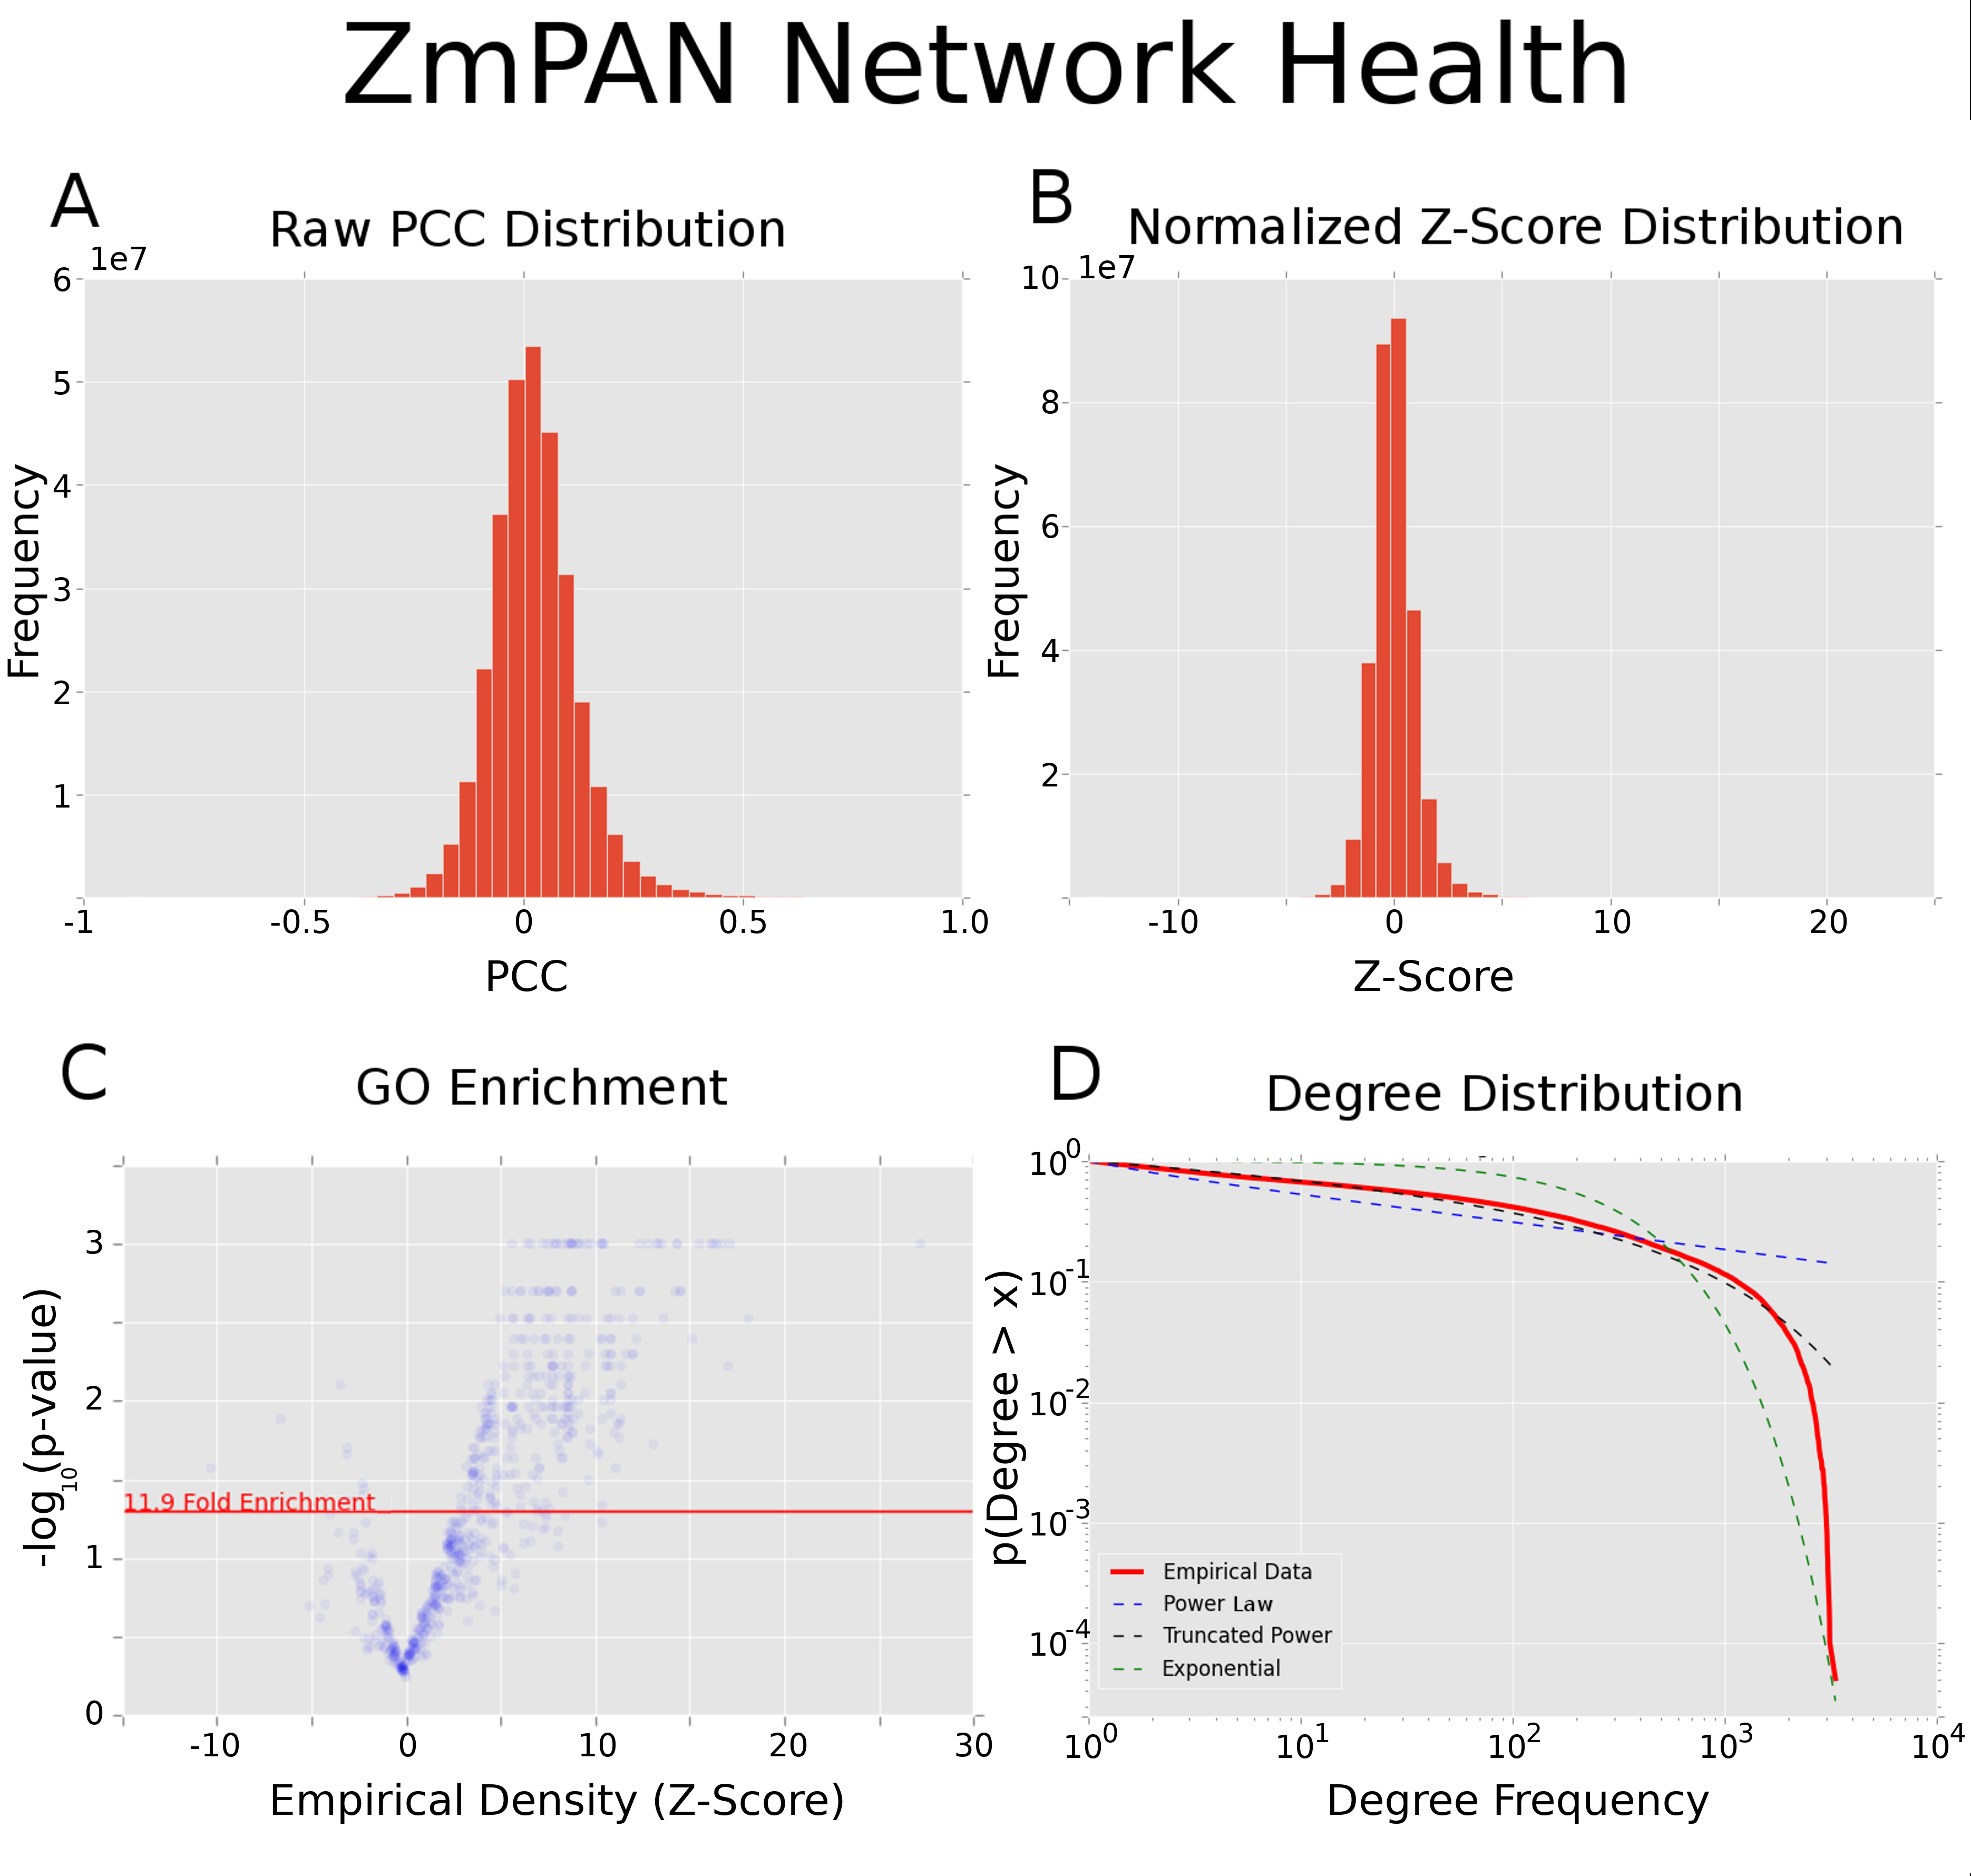 ZmPAN Network Health
A
Raw PCC Distribution
1e7
6
5
4
3
2
1
Frequency
-1 -0.5 0 0.5 1.0
PCC
B
Normalized Z-Score Distribution
1e7
10
8
6
4
2
Frequency
-10 0 10 20
Z-Score
C
GO Enrichment
3
2
1
0
-log10(p-value)
11.9 Fold Enrichment
-10 0 10 20 30
Empirical Density (Z-Score)
D
Degree Distribution
10^0
10^-1
10^-2
10^-3
10^-4
p(Degree > x)
Empirical Data
Power Law
Truncated Power
Exponential
10^0 10^1 10^2 10^3 10^4
Degree Frequency